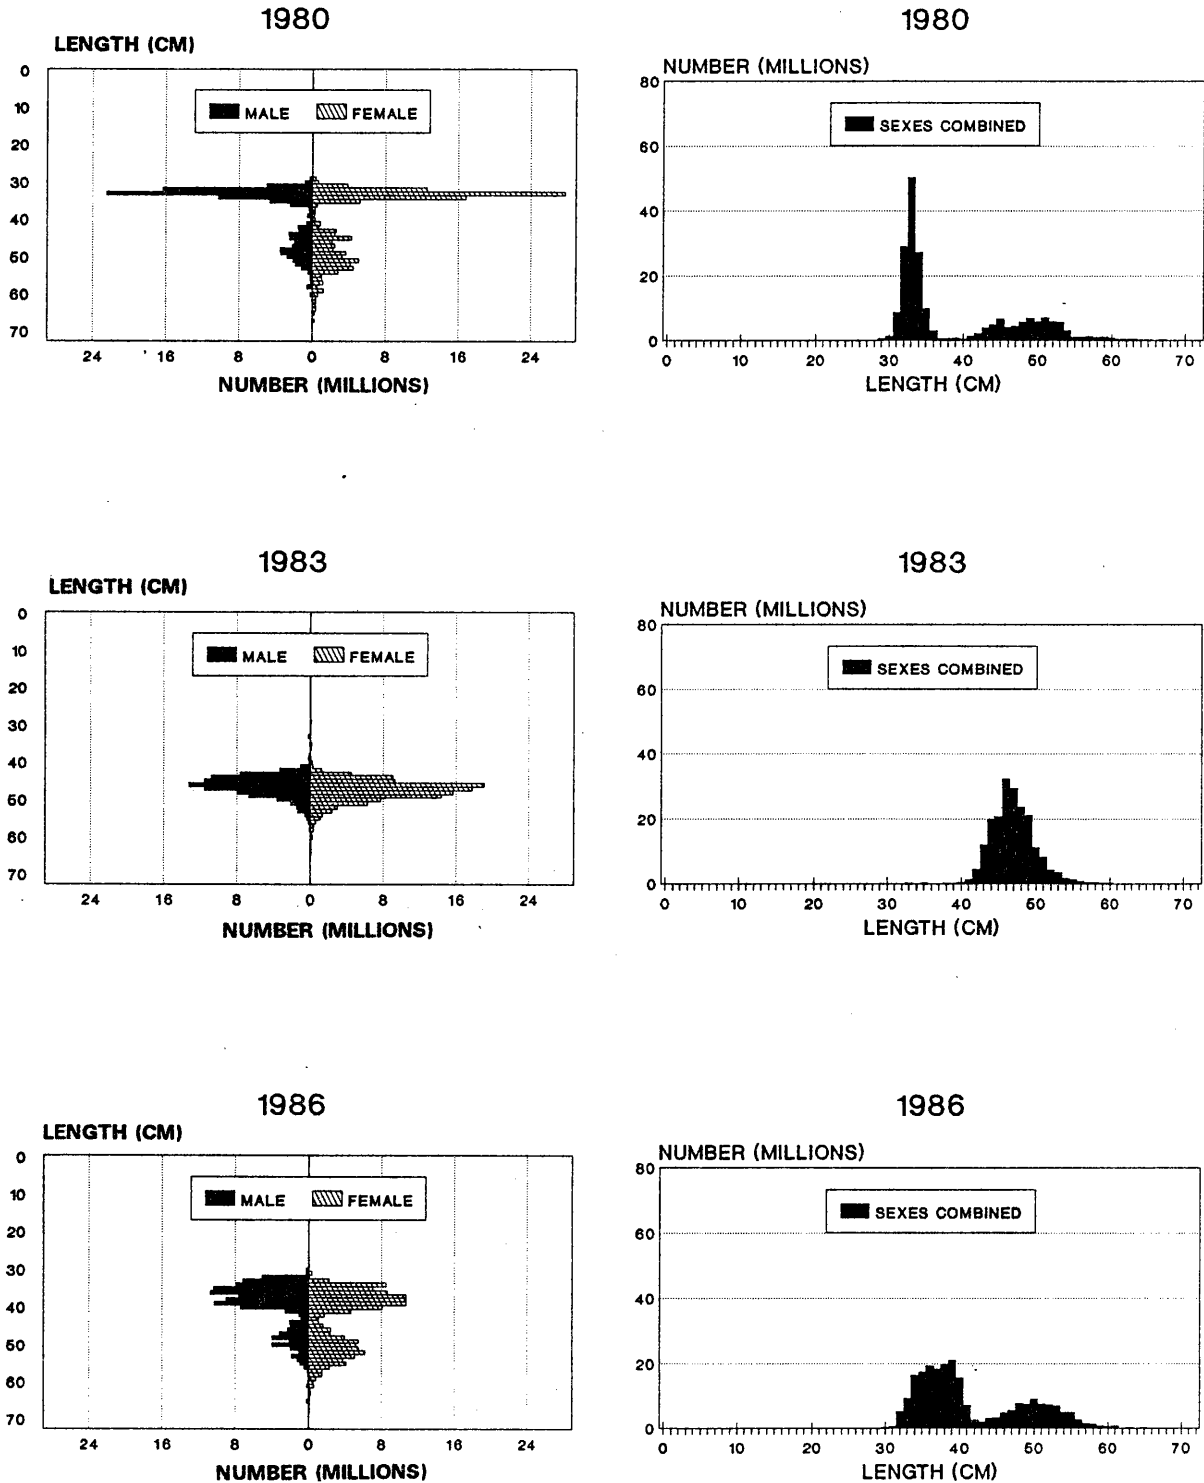 1980
LENGTH (CM)
MALE FEMALE
0
10
20
30
40
50
60
70
24 16 8 0 8 16 24
NUMBER (MILLIONS)
1980
NUMBER (MILLIONS)
SEXES COMBINED
80
60
40
20
0
0 10 20 30 40 50 60 70
LENGTH (CM)
1983
LENGTH (CM)
MALE FEMALE
0
10
20
30
40
50
60
70
24 16 8 0 8 16 24
NUMBER (MILLIONS)
1983
NUMBER (MILLIONS)
SEXES COMBINED
80
60
40
20
0
0 10 20 30 40 50 60 70
LENGTH (CM)
1986
LENGTH (CM)
MALE FEMALE
0
10
20
30
40
50
60
70
24 16 8 0 8 16 24
NUMBER (MILLIONS)
1986
NUMBER (MILLIONS)
SEXES COMBINED
80
60
40
20
0
0 10 20 30 40 50 60 70
LENGTH (CM)